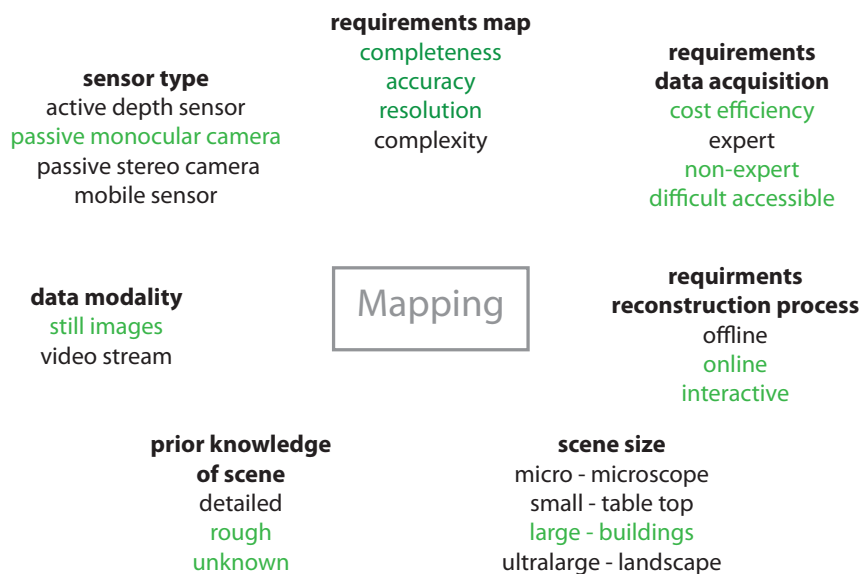 requirements map
completeness
accuracy
resolution
complexity
sensor type
active depth sensor
passive monocular camera
passive stereo camera
mobile sensor
requirements
data acquisition
cost efficiency
expert
non-expert
difficult accessible
data modality
still images
video stream
Mapping
requirments
reconstruction process
offline
online
interactive
prior knowledge
of scene
detailed
rough
unknown
scene size
micro - microscope
small - table top
large - buildings
ultralarge - landscape